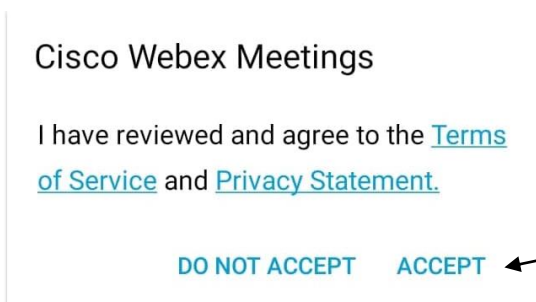 Cisco Webex Meetings
I have reviewed and agree to the Terms
of Service and Privacy Statement.
DO NOT ACCEPT ACCEPT